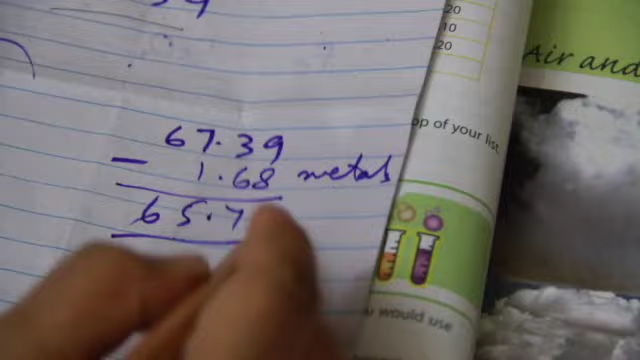 67.39
- 1.68 metals
65.7
20
10
20
Air and
op of your list
would use